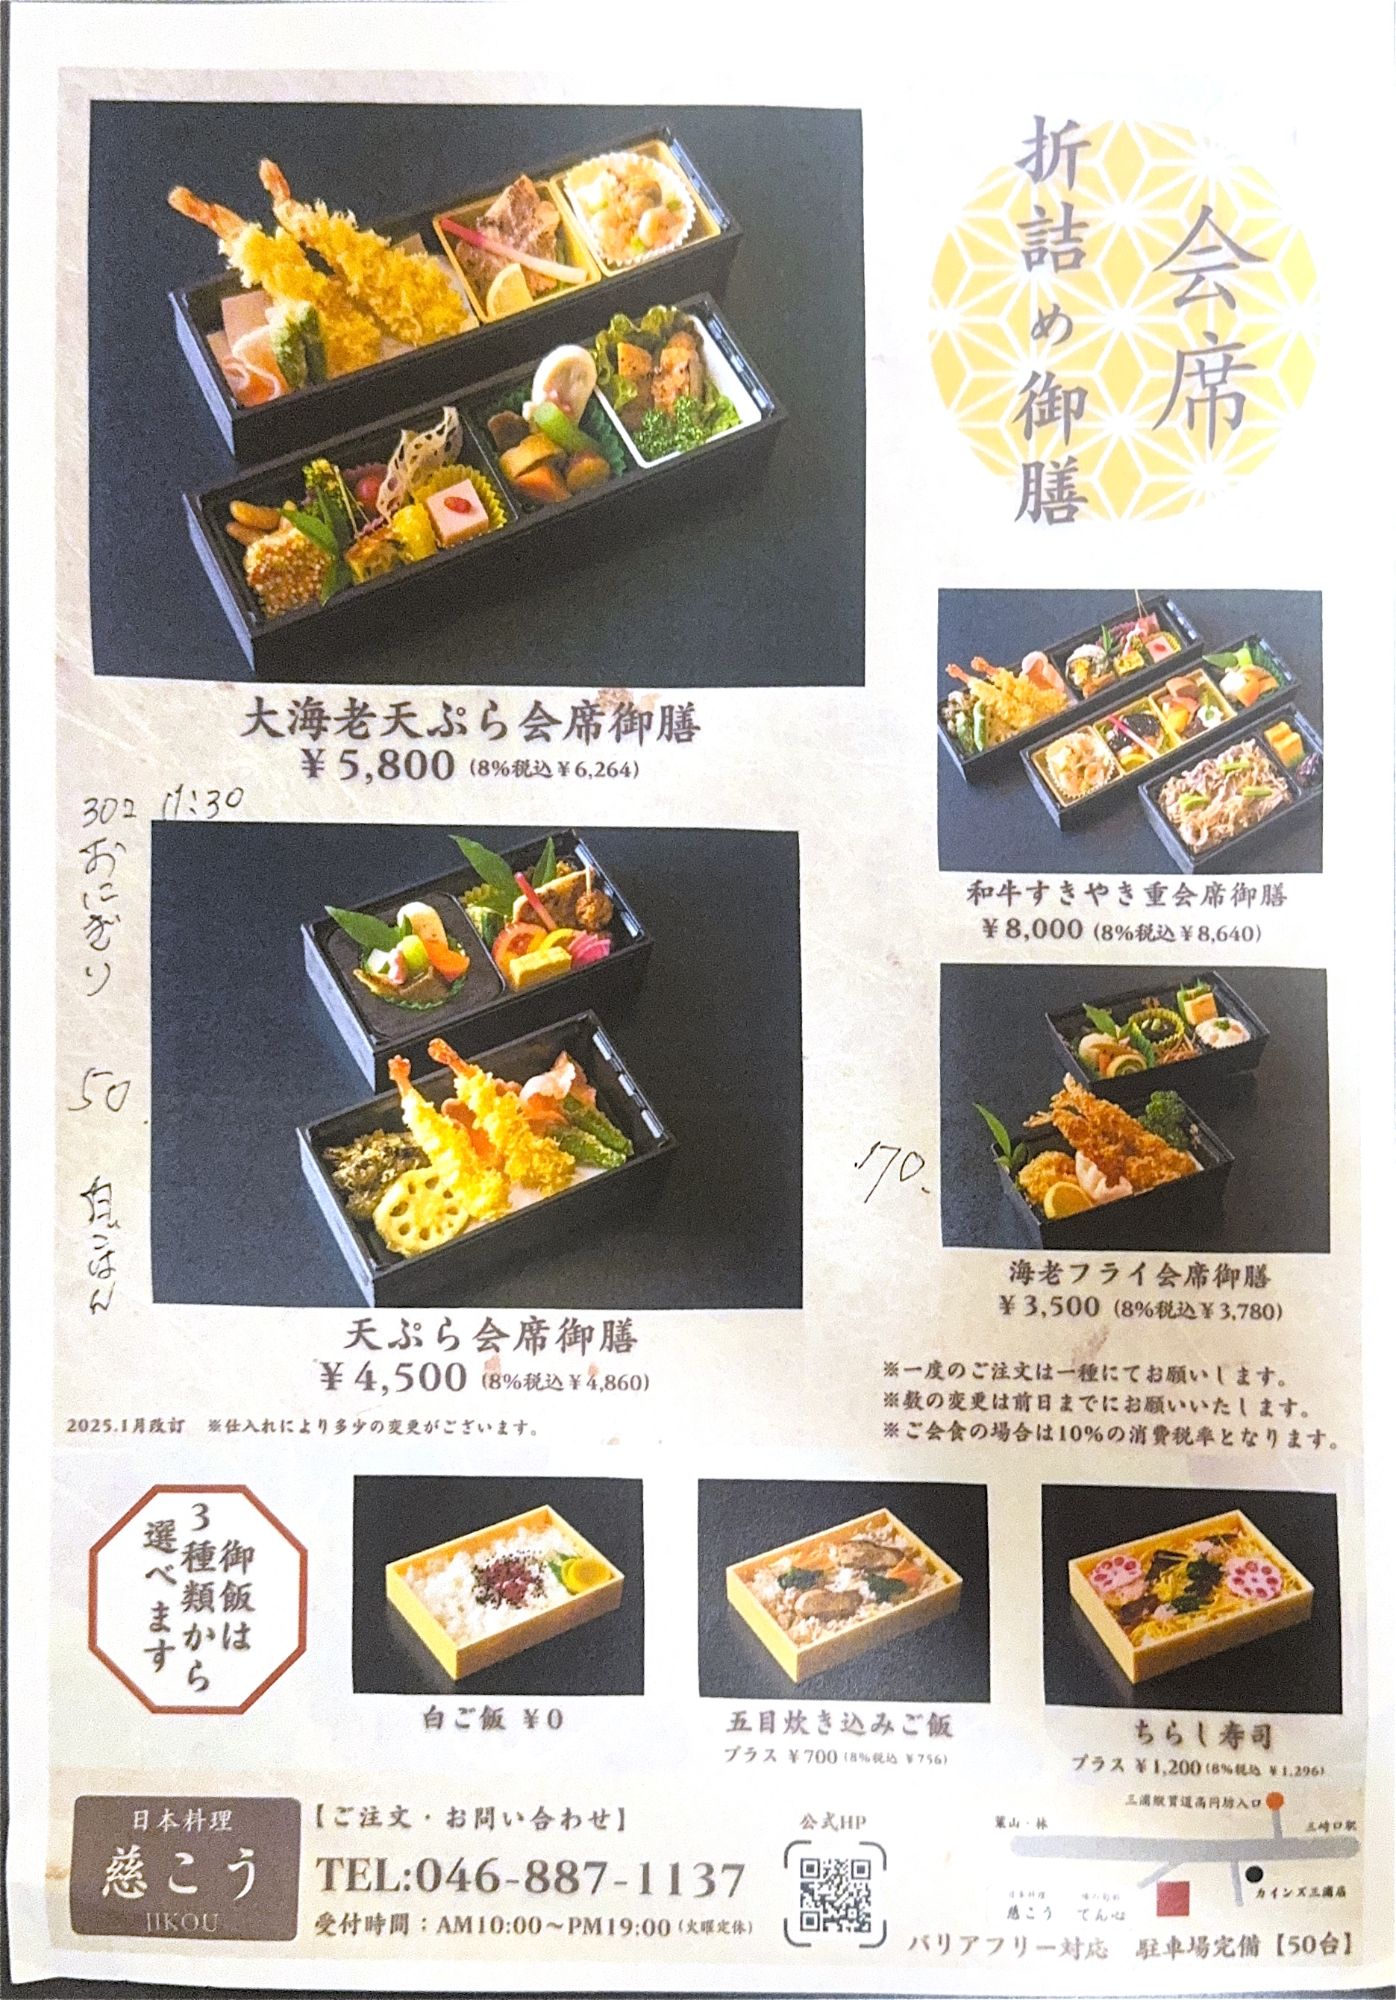 会席
折詰め御膳
大海老天ぷら会席御膳
¥5,800 (8%税込¥6,264)
11:30
おにぎり
50
白ごはん
天ぷら会席御膳
¥4,500 (8%税込¥4,860)
2025.1月改訂 ※仕入れにより多少の変更がございます。
和牛すきやき重会席御膳
¥8,000 (8%税込¥8,640)
170.
海老フライ会席御膳
¥3,500 (8%税込¥3,780)
※一度のご注文は一種にてお願いします。
※数の変更は前日までにお願いいたします。
※ご会食の場合は10%の消費税率となります。
御飯は
3種類から
選べます
白ご飯 ¥0
五目炊き込みご飯
プラス ¥700 (8%税込 ¥756)
ちらし寿司
プラス ¥1,200 (8%税込 ¥1,296)
日本料理
慈こう
JIKOU
【ご注文・お問い合わせ】
TEL:046-887-1137
受付時間:AM10:00~PM19:00 (火曜定休)
公式HP
三浦縦貫道高円坊入口
葉山・林
三崎口駅
カインズ三浦店
日本料理
慈こう
てん心
バリアフリー対応 駐車場完備【50台】